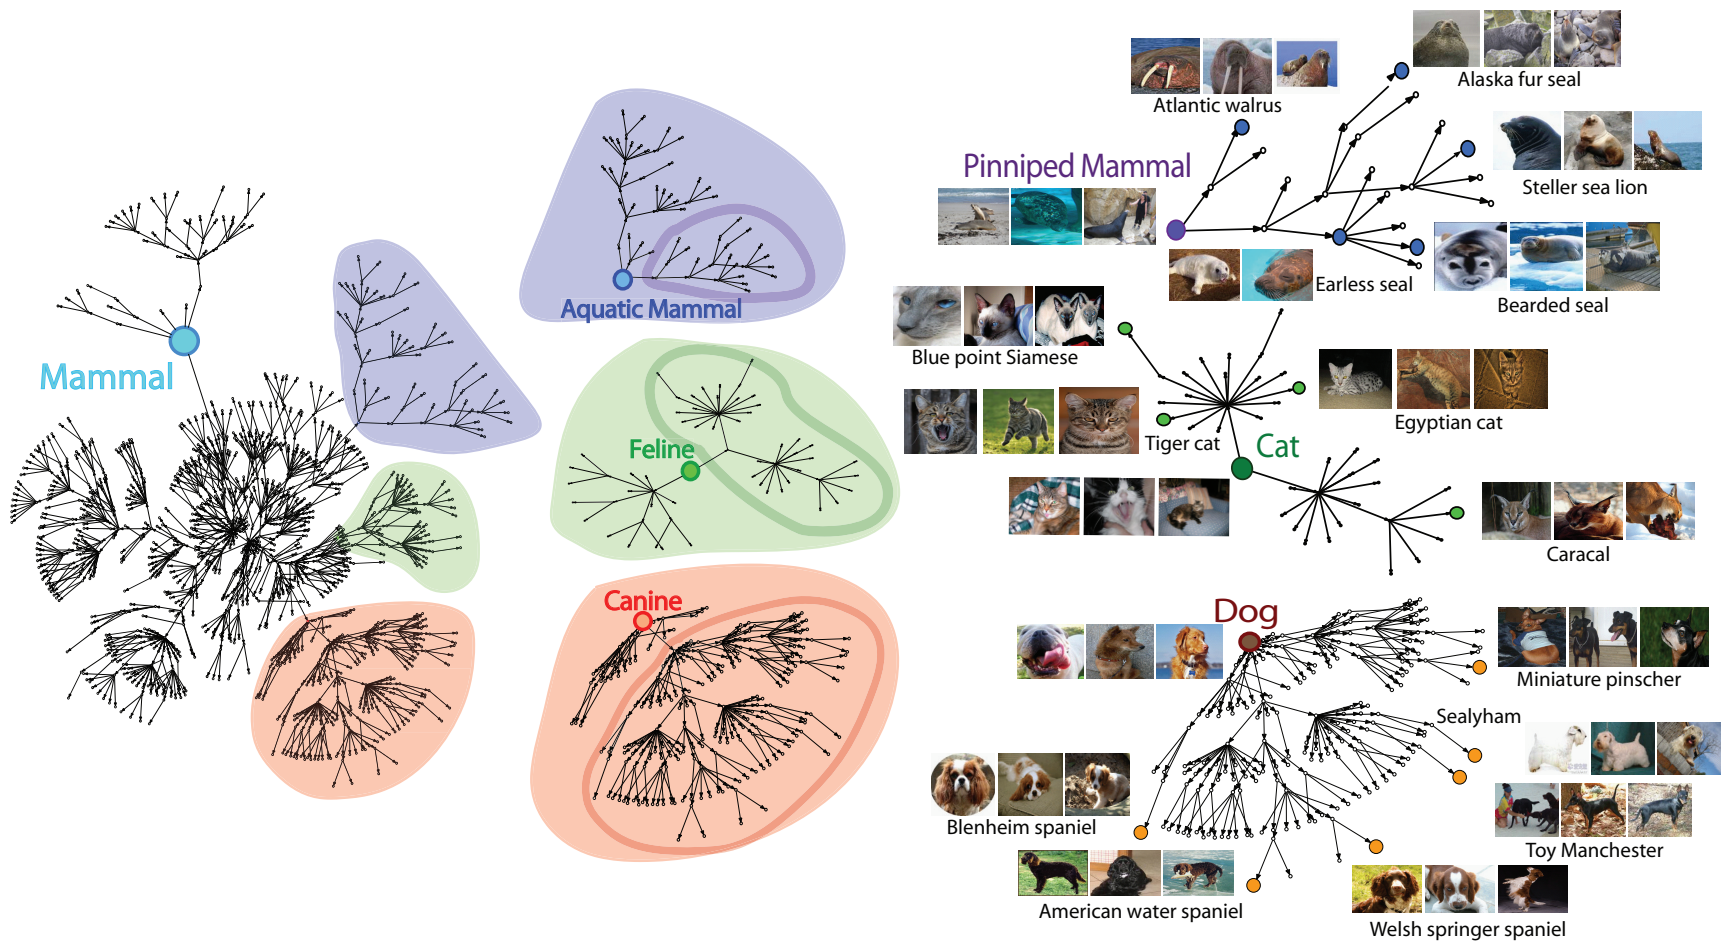 Mammal
Aquatic Mammal
Feline
Canine
Pinniped Mammal
Atlantic walrus
Alaska fur seal
Steller sea lion
Earless seal
Bearded seal
Blue point Siamese
Tiger cat
Egyptian cat
Cat
Caracal
Dog
Miniature pinscher
Sealyham
Blenheim spaniel
Toy Manchester
American water spaniel
Welsh springer spaniel